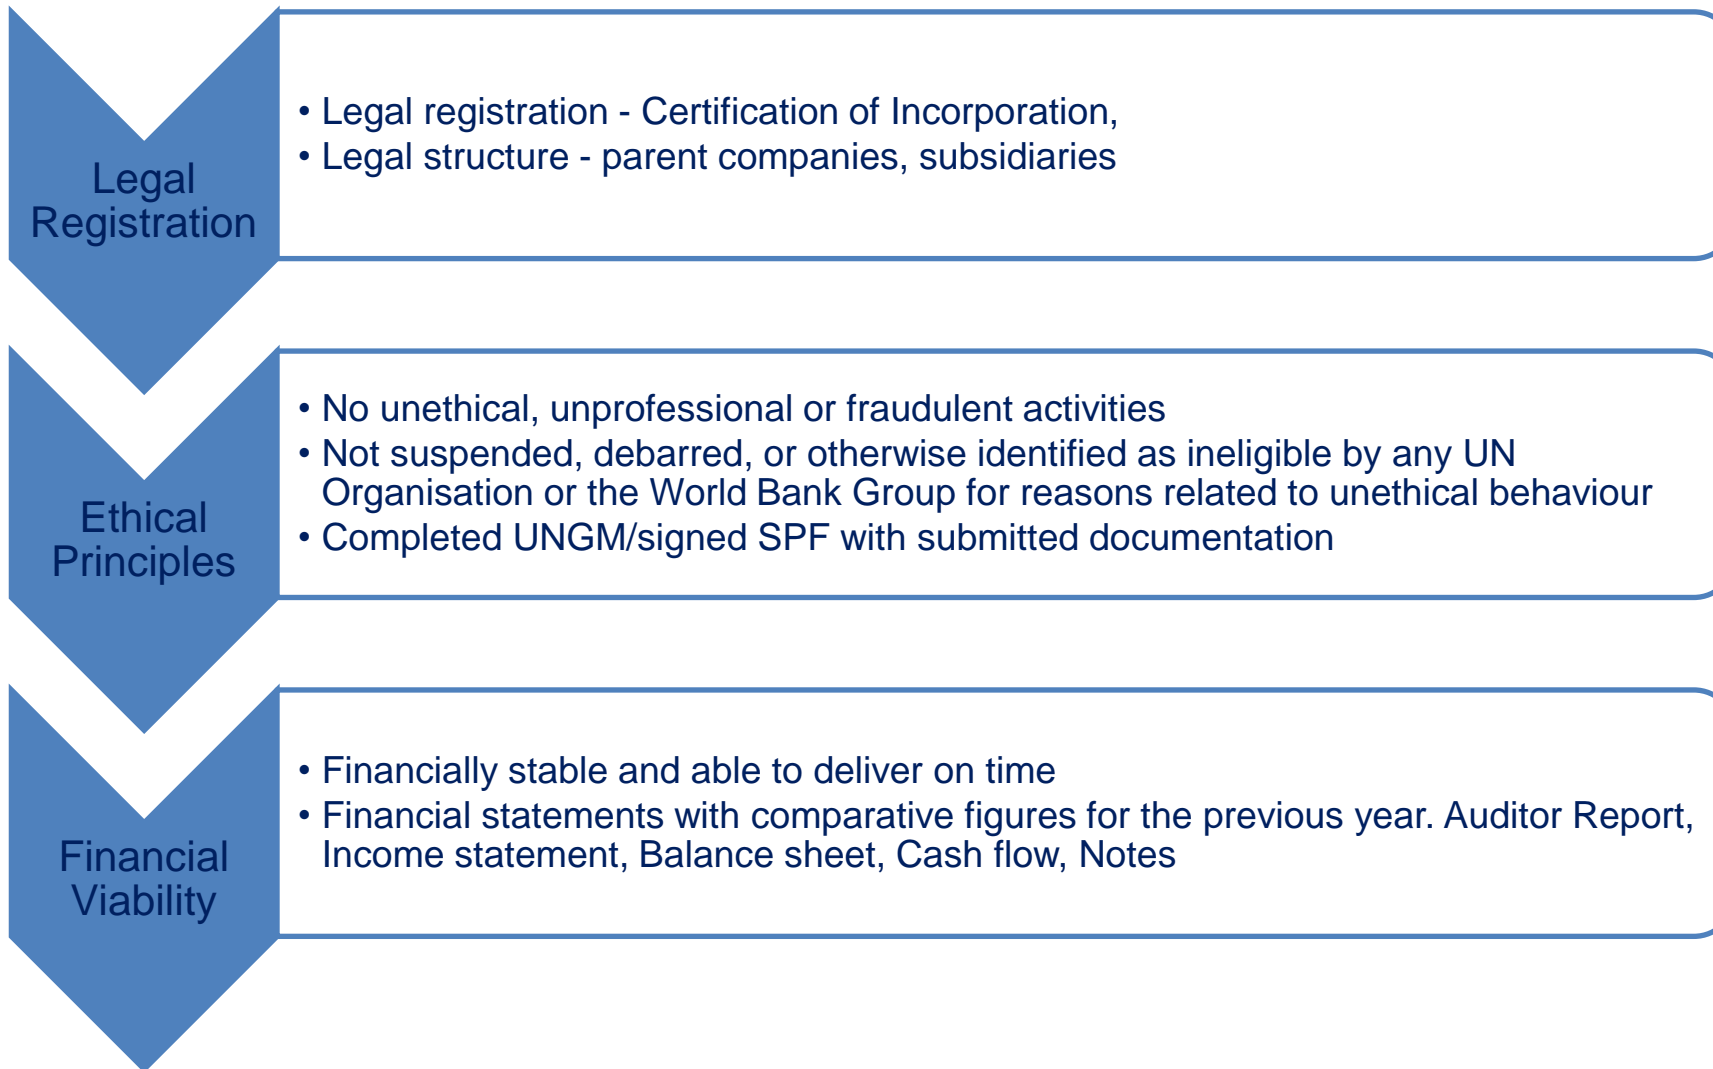 Legal
Registration
• Legal registration - Certification of Incorporation,
• Legal structure - parent companies, subsidiaries
Ethical
Principles
• No unethical, unprofessional or fraudulent activities
• Not suspended, debarred, or otherwise identified as ineligible by any UN
Organisation or the World Bank Group for reasons related to unethical behaviour
• Completed UNGM/signed SPF with submitted documentation
Financial
Viability
• Financially stable and able to deliver on time
• Financial statements with comparative figures for the previous year. Auditor Report,
Income statement, Balance sheet, Cash flow, Notes